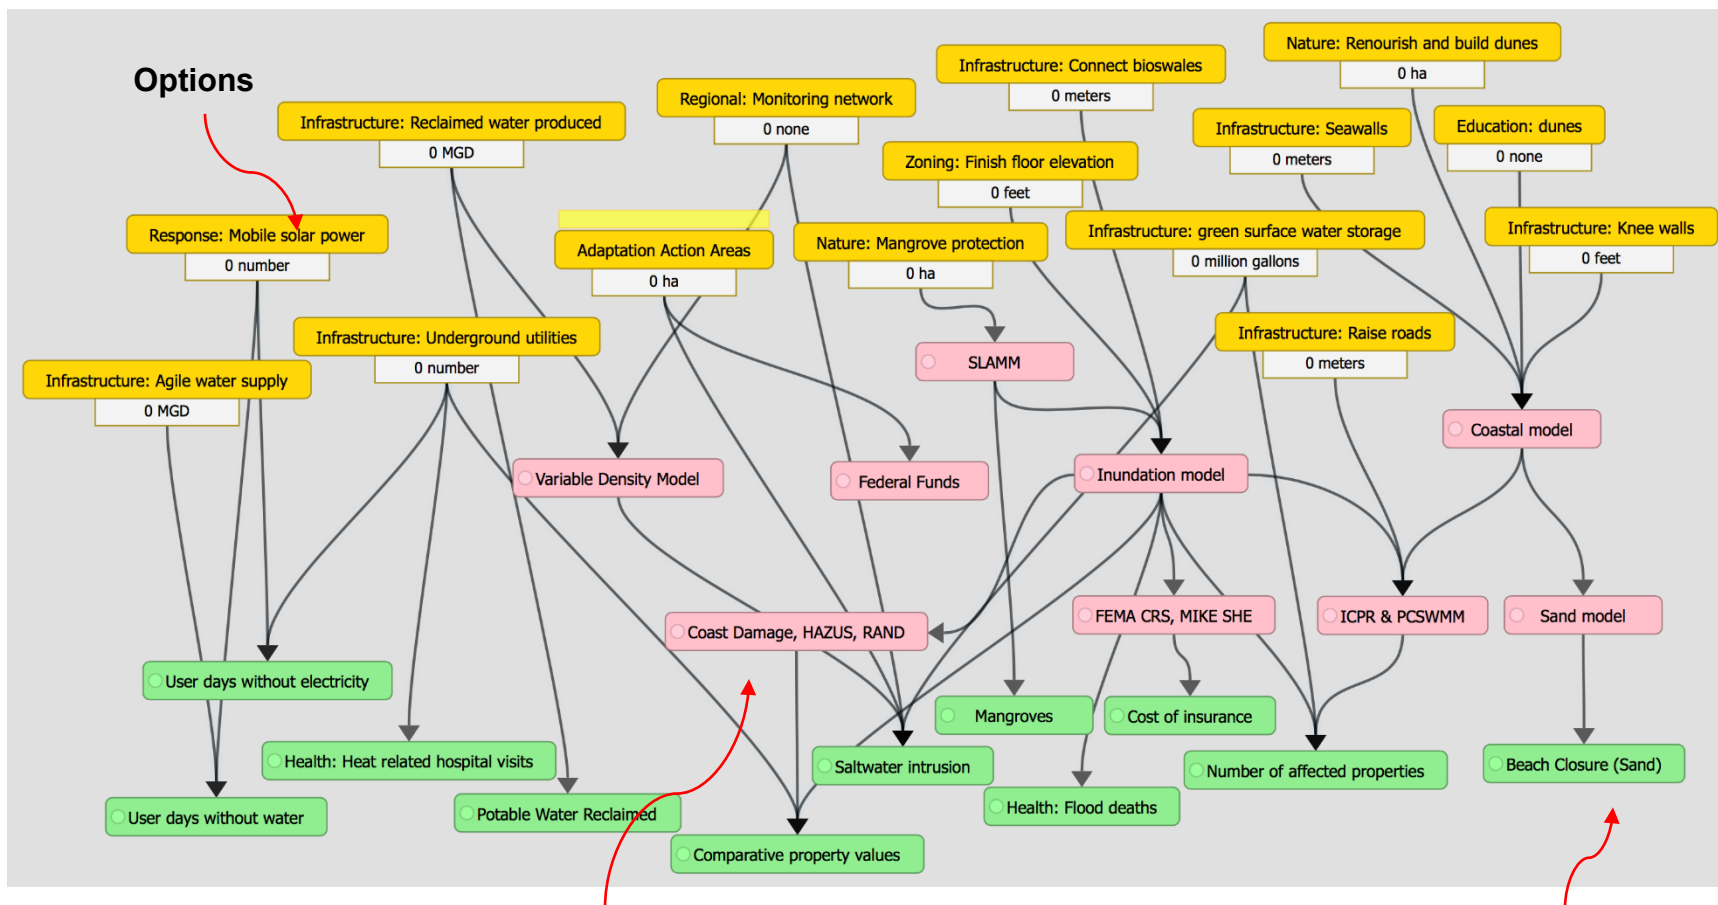 Options
Nature: Renourish and build dunes
0 ha
Infrastructure: Connect bioswales
0 meters
Regional: Monitoring network
0 none
Infrastructure: Reclaimed water produced
0 MGD
Infrastructure: Seawalls
0 meters
Education: dunes
0 none
Zoning: Finish floor elevation
0 feet
Response: Mobile solar power
0 number
Adaptation Action Areas
0 ha
Nature: Mangrove protection
0 ha
Infrastructure: green surface water storage
0 million gallons
Infrastructure: Knee walls
0 feet
Infrastructure: Underground utilities
0 number
Infrastructure: Raise roads
0 meters
Infrastructure: Agile water supply
0 MGD
SLAMM
Coastal model
Variable Density Model
Federal Funds
Inundation model
Coast Damage, HAZUS, RAND
FEMA CRS, MIKE SHE
ICPR & PCSWMM
Sand model
User days without electricity
Mangroves
Cost of insurance
Health: Heat related hospital visits
Saltwater intrusion
Number of affected properties
Beach Closure (Sand)
User days without water
Potable Water Reclaimed
Health: Flood deaths
Comparative property values